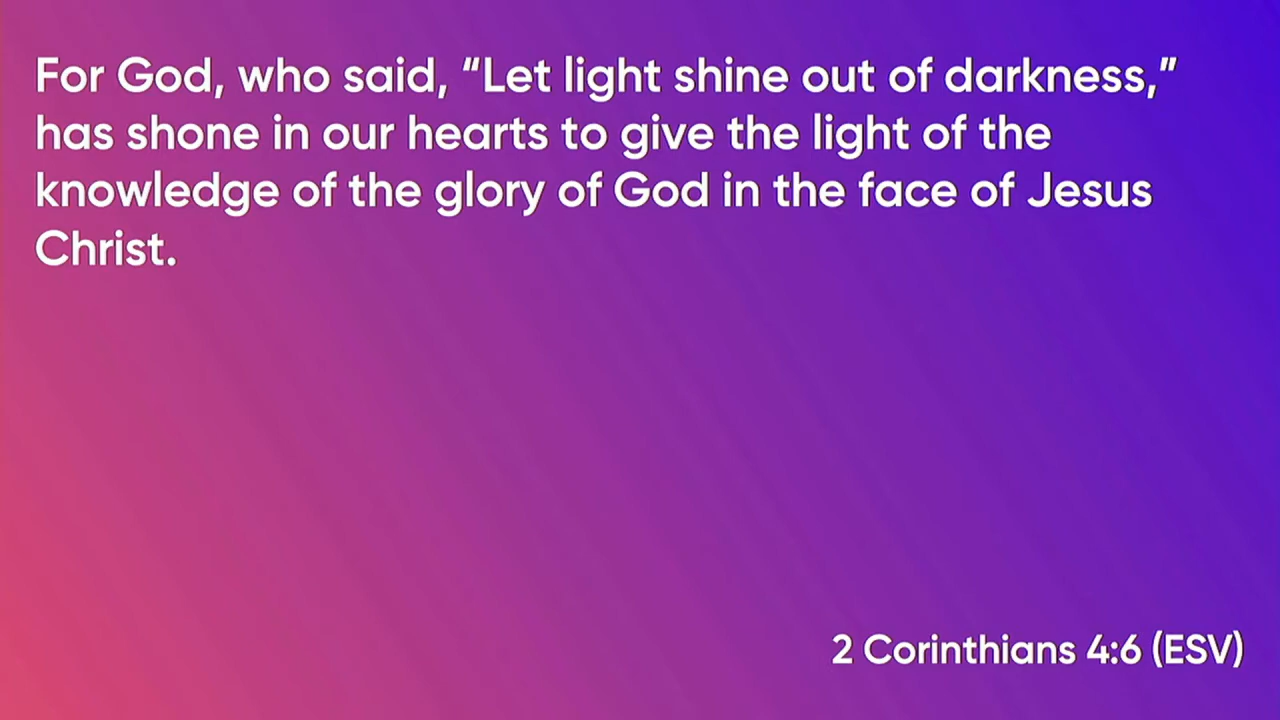 For God, who said, “Let light shine out of darkness,”
has shone in our hearts to give the light of the
knowledge of the glory of God in the face of Jesus
Christ.
2 Corinthians 4:6 (ESV)